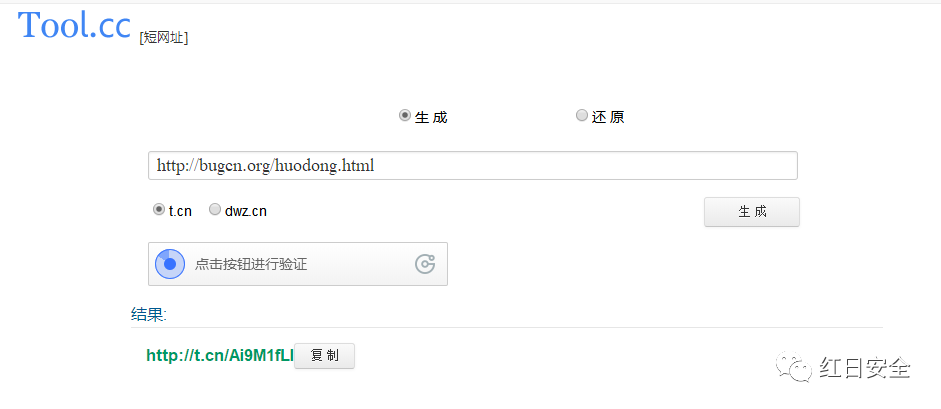 Tool.cc [短网址]
生 成 还 原
http://bugcn.org/huodong.html
t.cn dwz.cn 生 成
点击按钮进行验证
结果:
http://t.cn/Ai9M1fLl 复 制
红日安全